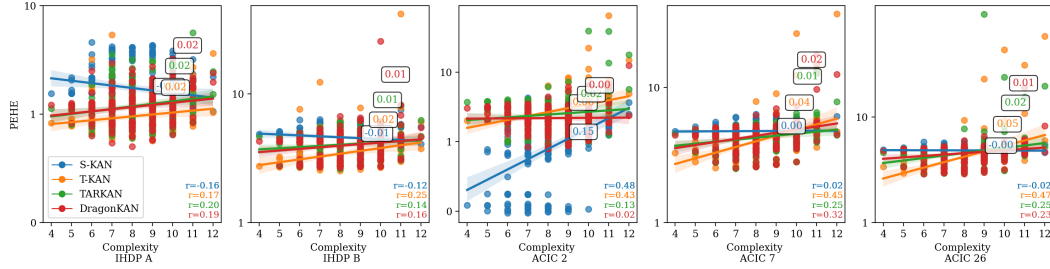 PEHE
10
1
0
0.02
0.02
0.02
S-KAN
T-KAN
TARKAN
DragonKAN
r=-0.16
r=0.17
r=0.20
r=0.19
4 5 6 7 8 9 10 11 12
Complexity
IHDP A
10
1
0.01
0.01
0.02
-0.01
r=-0.12
r=0.25
r=0.14
r=0.16
4 5 6 7 8 9 10 11 12
Complexity
IHDP B
10
1
0
0.00
0.15
r=0.48
r=0.43
r=0.13
r=0.02
4 5 6 7 8 9 10 11 12
Complexity
ACIC 2
10
1
0.02
0.01
0.04
0.00
r=0.02
r=0.45
r=0.25
r=0.32
4 5 6 7 8 9 10 11 12
Complexity
ACIC 7
10
1
0.01
0.02
0.05
-0.00
r=-0.02
r=0.47
r=0.25
r=0.23
4 5 6 7 8 9 10 11 12
Complexity
ACIC 26